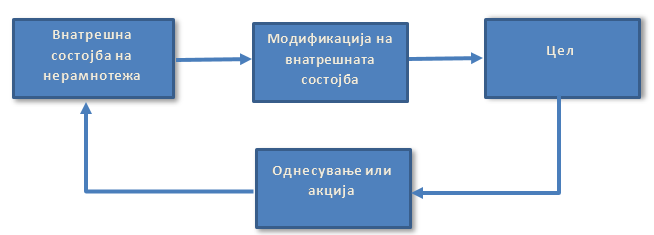 Внатрешна
состојба на
нерамнотежа
Модификација на
внатрешната
состојба
Цел
Однесување или
акција